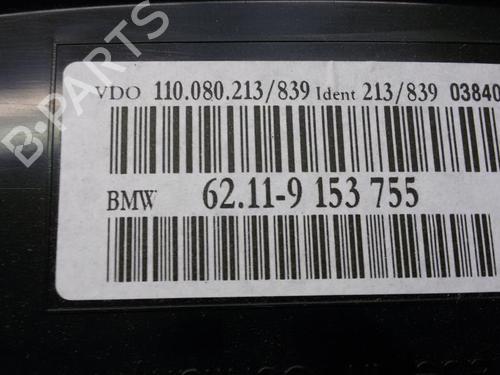 VDO 110.080.213/839 Ident 213/839 03840
BMW 62.11-9 153 755
B-PARTS